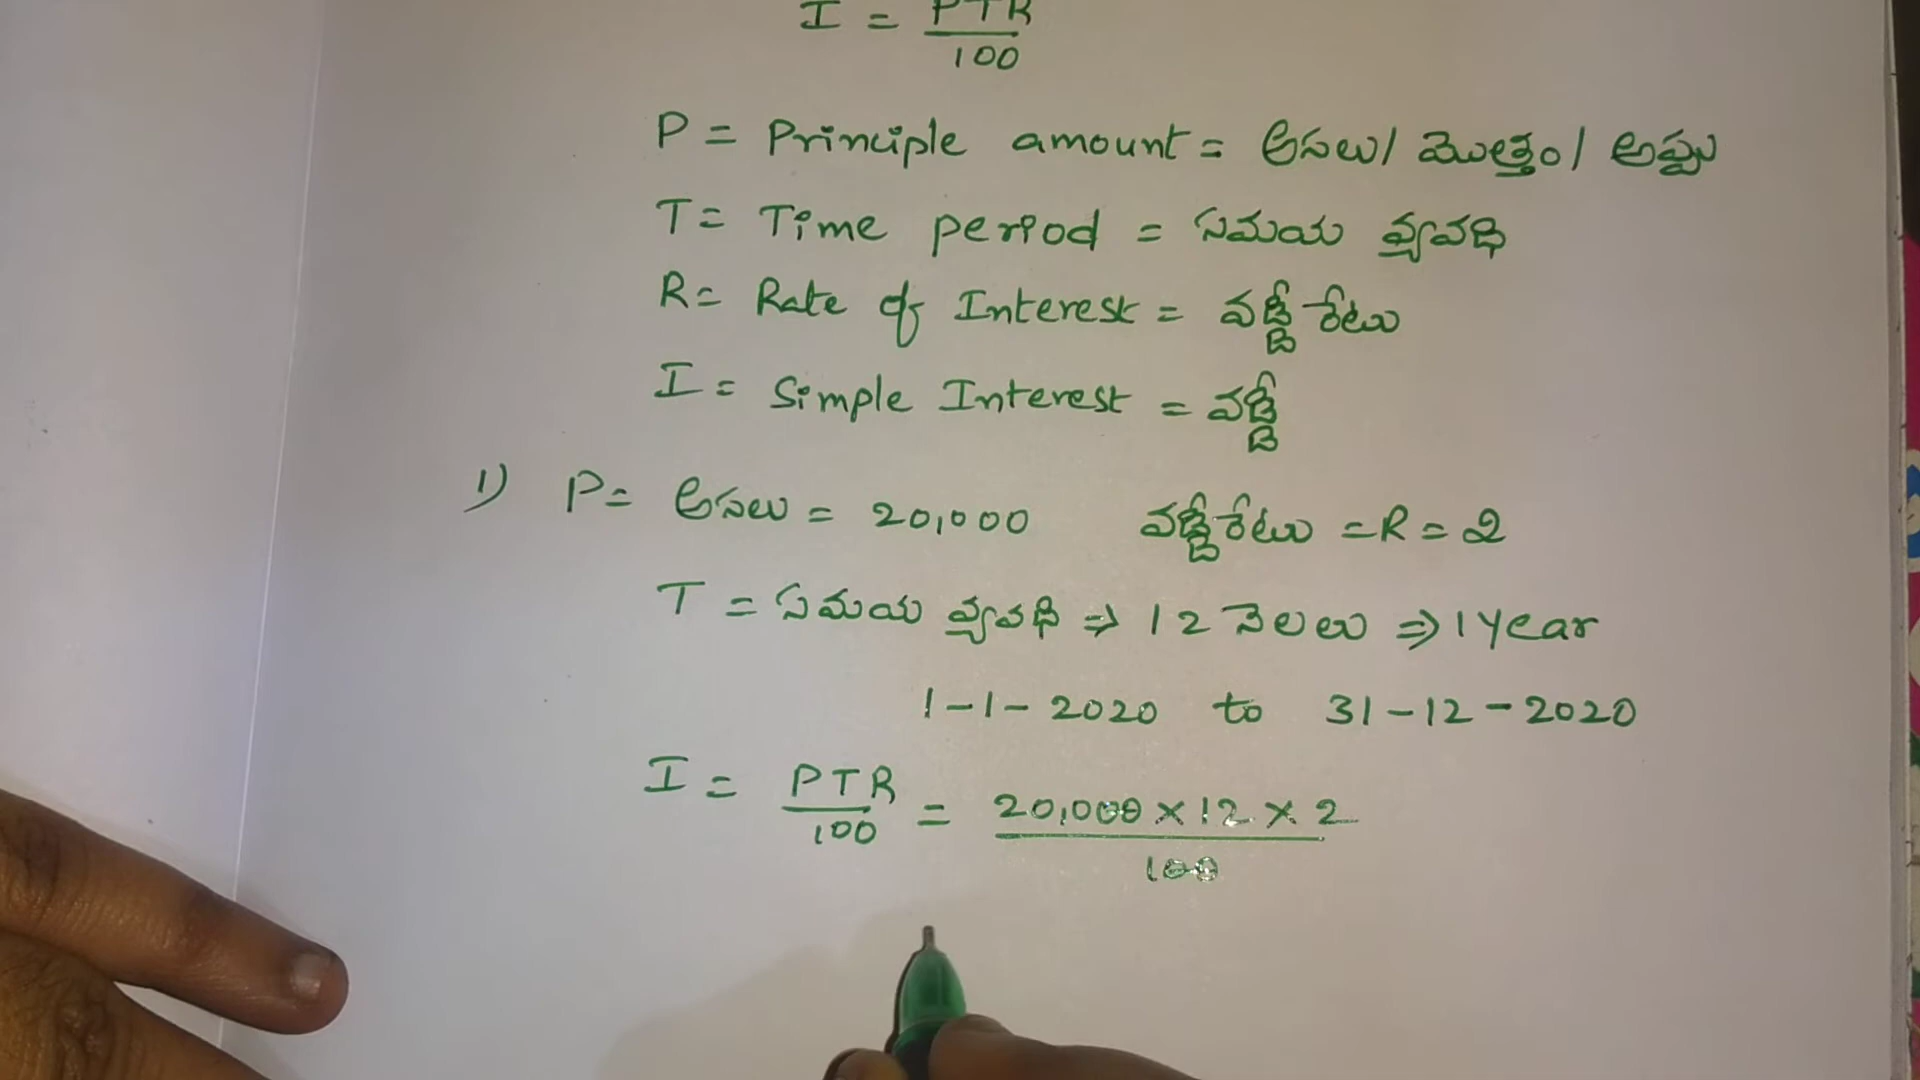 I = PTR / 100
P = Principle amount = అసలు / మొత్తం / అప్పు
T = Time period = సమయ వ్యవధి
R = Rate of Interest = వడ్డీ రేటు
I = Simple Interest = వడ్డీ
1) P = అసలు = 20,000 వడ్డీరేటు = R = 2
T = సమయ వ్యవధి ⇒ 12 నెలలు ⇒ 1 year
1-1-2020 to 31-12-2020
I = PTR / 100 = 20,000 × 12 × 2 / 100